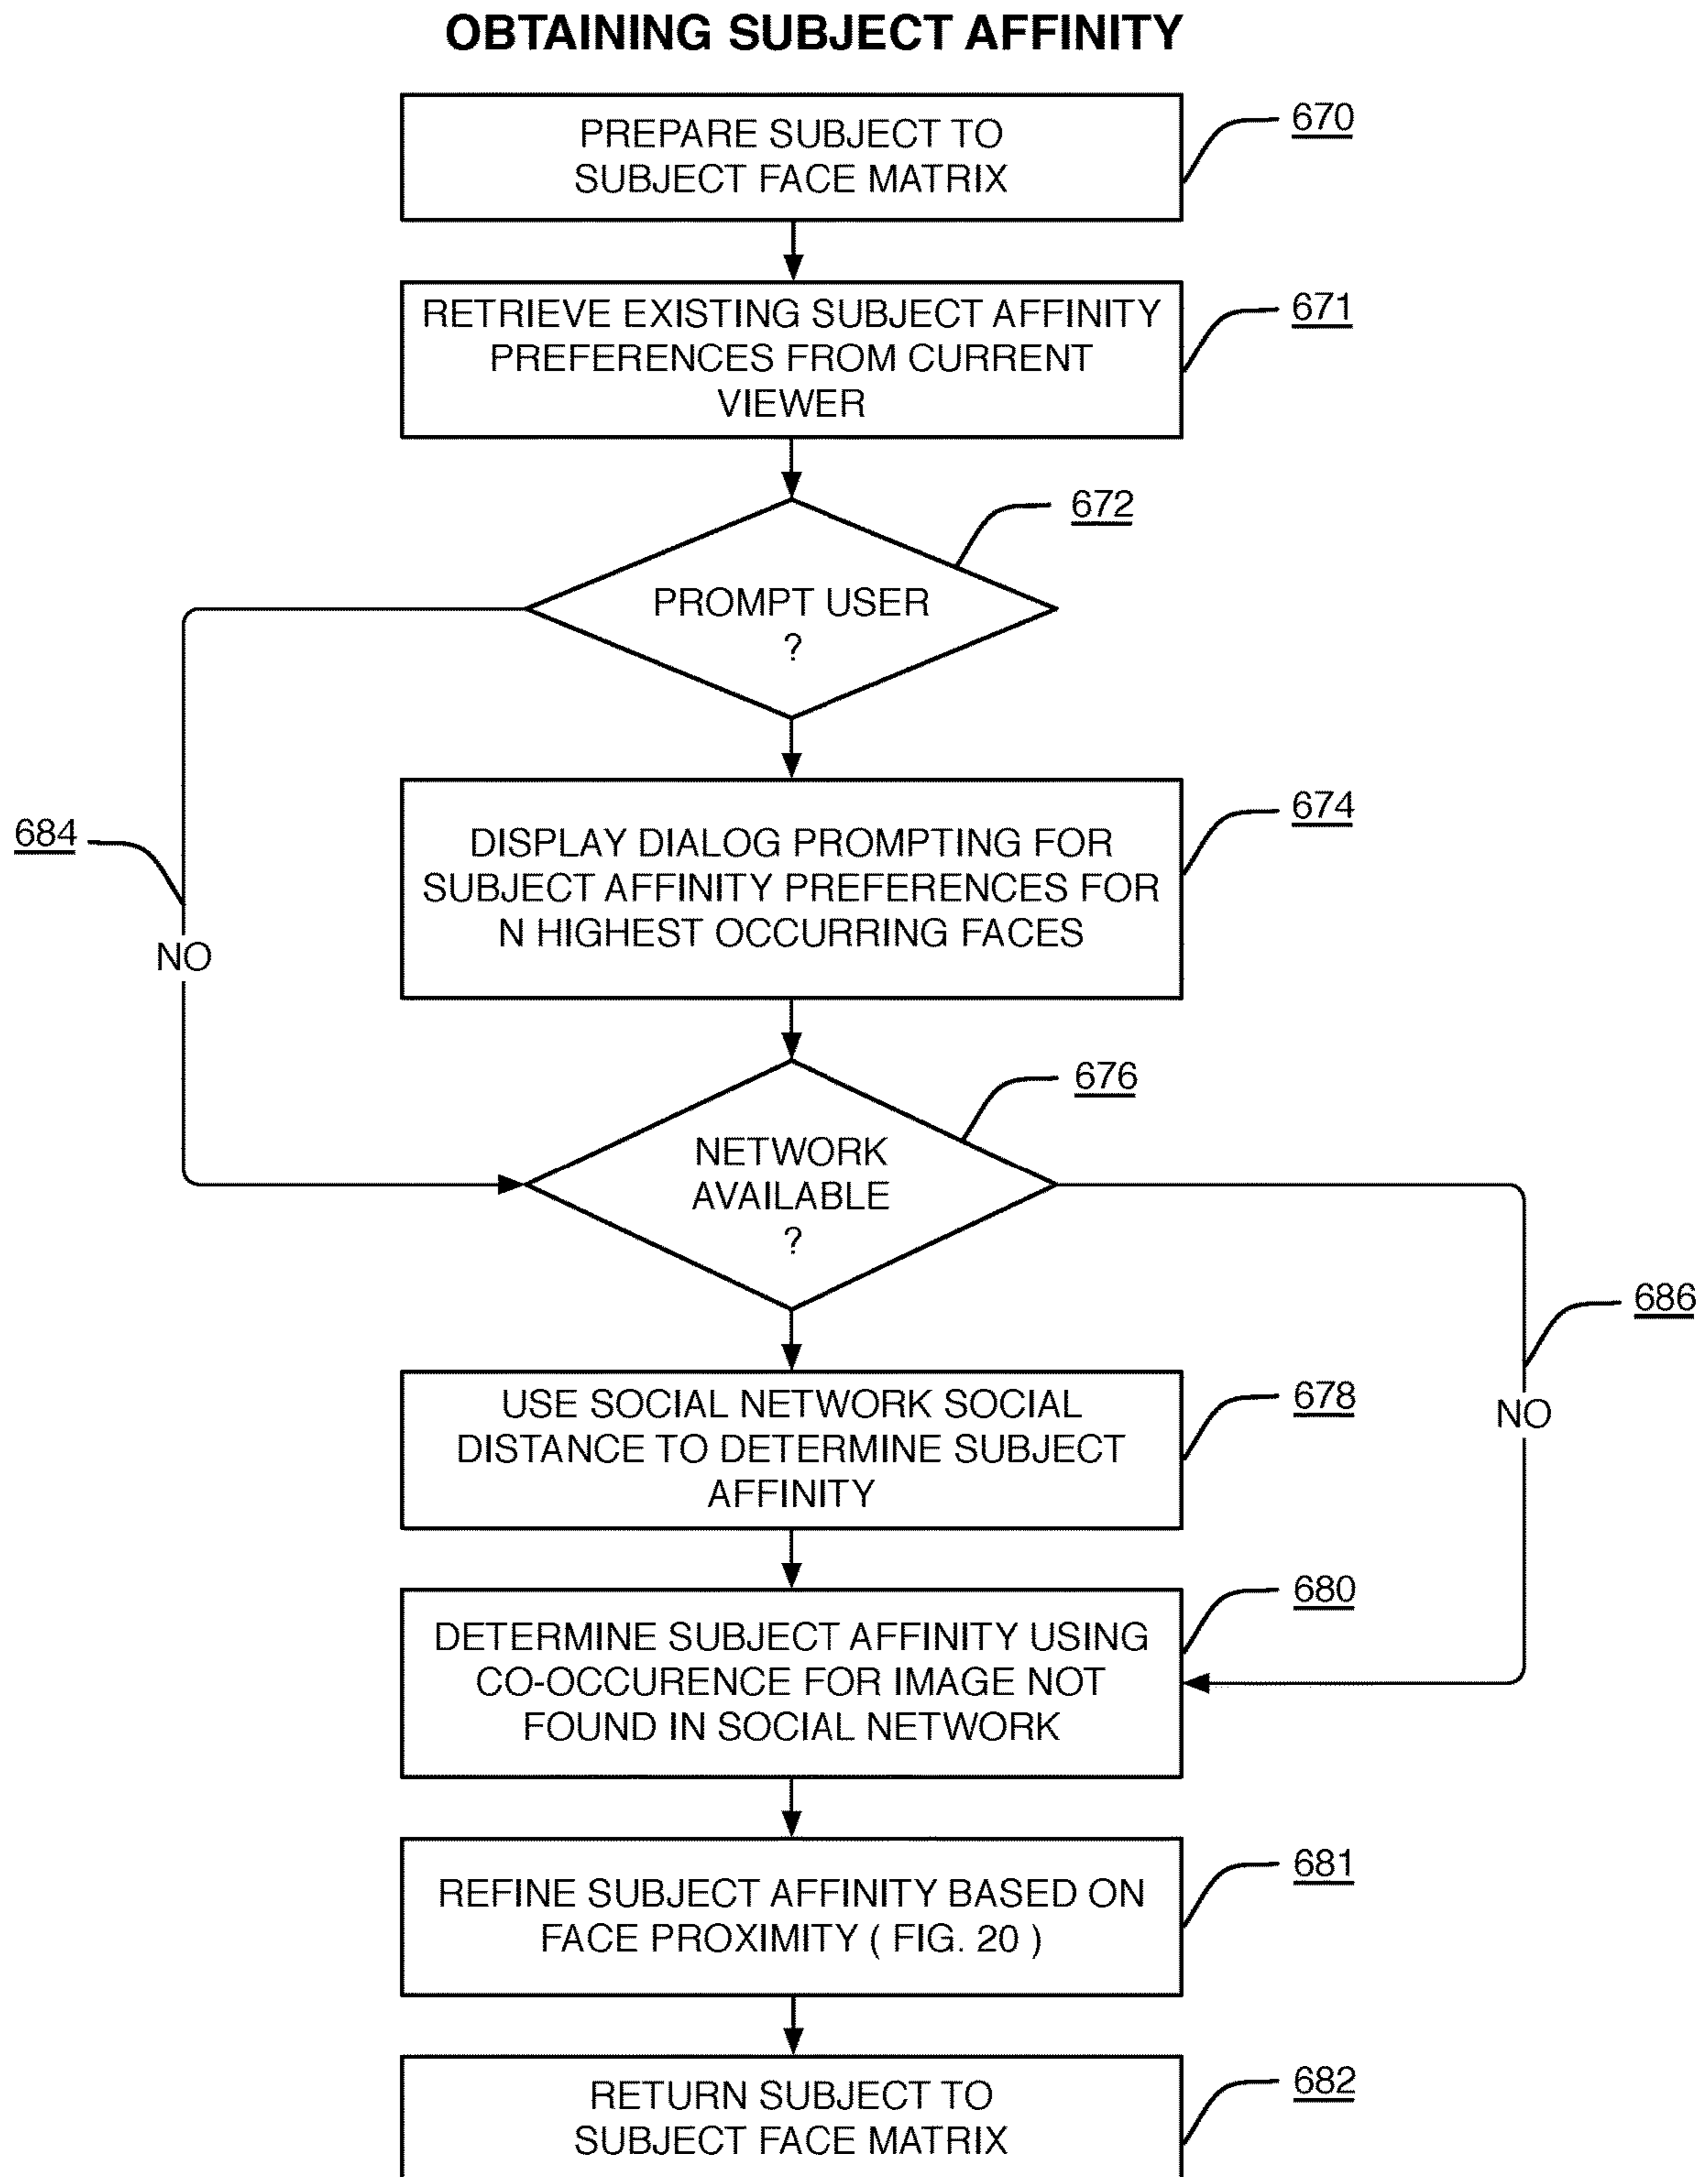 OBTAINING SUBJECT AFFINITY
PREPARE SUBJECT TO
SUBJECT FACE MATRIX
670
RETRIEVE EXISTING SUBJECT AFFINITY
PREFERENCES FROM CURRENT
VIEWER
671
672
PROMPT USER
?
684
NO
DISPLAY DIALOG PROMPTING FOR
SUBJECT AFFINITY PREFERENCES FOR
N HIGHEST OCCURRING FACES
674
676
NETWORK
AVAILABLE
?
686
NO
USE SOCIAL NETWORK SOCIAL
DISTANCE TO DETERMINE SUBJECT
AFFINITY
678
DETERMINE SUBJECT AFFINITY USING
CO-OCCURENCE FOR IMAGE NOT
FOUND IN SOCIAL NETWORK
680
REFINE SUBJECT AFFINITY BASED ON
FACE PROXIMITY ( FIG. 20 )
681
RETURN SUBJECT TO
SUBJECT FACE MATRIX
682